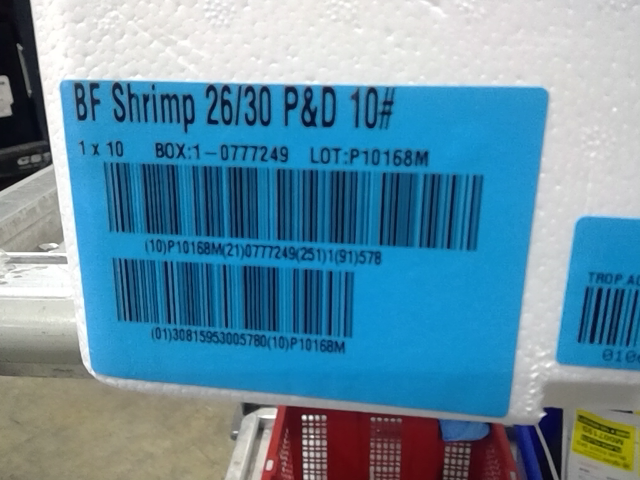 BF Shrimp 26/30 P&D 10#
1 x 10 BOX:1-0777249 LOT:P10168M
(10)P10168M(21)0777249(251)1(91)578
(01)30815953005780(10)P10168M
TROP.